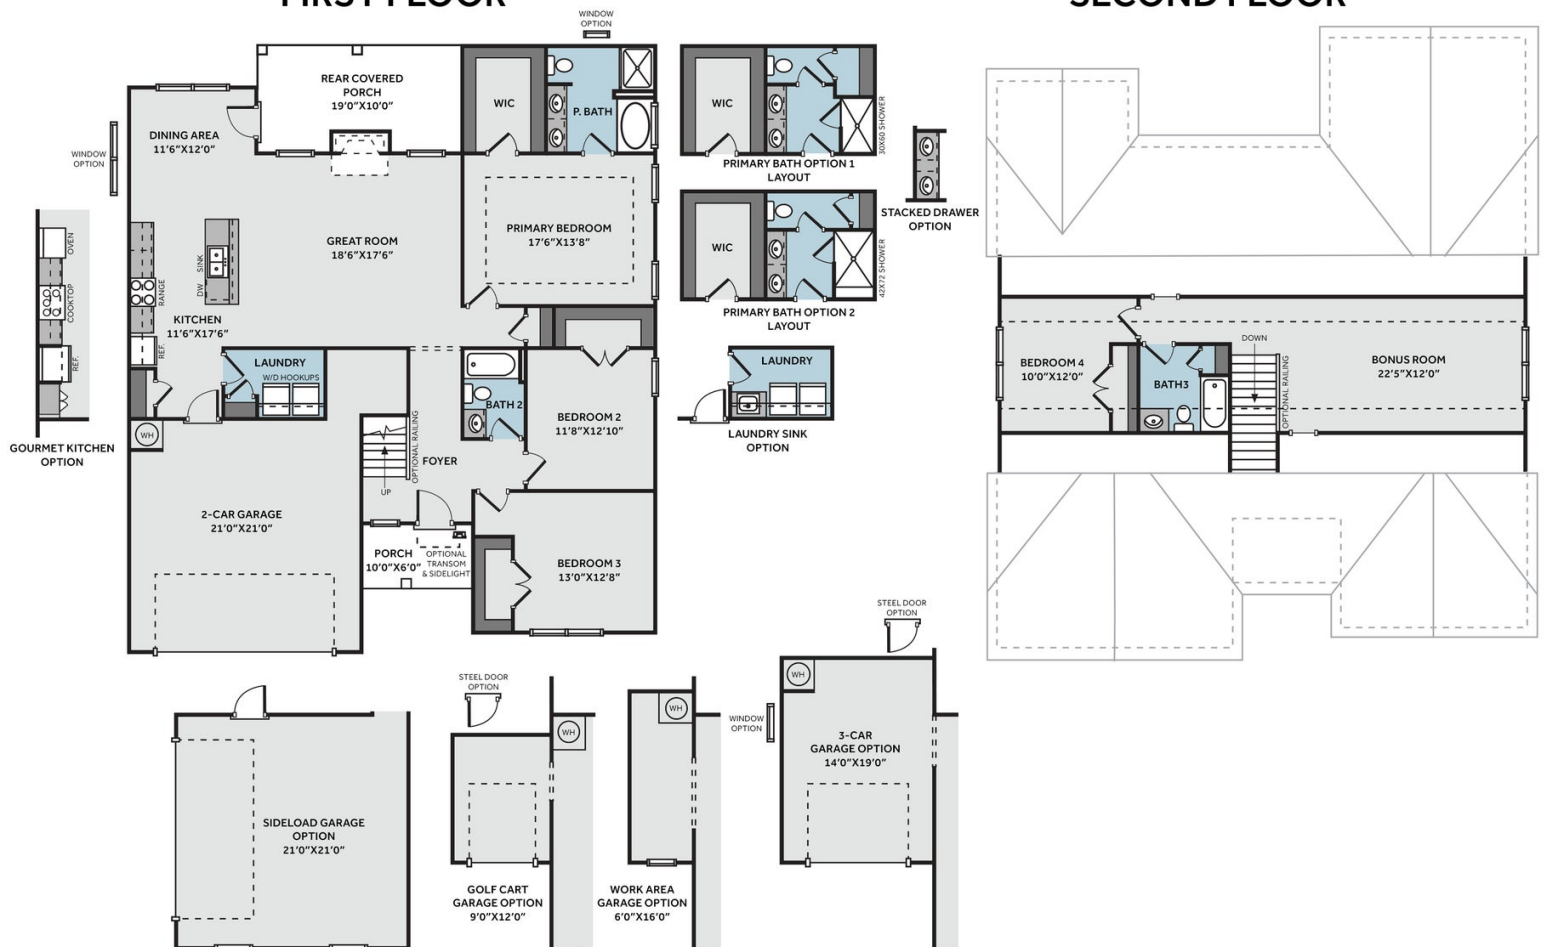 FIRST FLOOR
SECOND FLOOR
WINDOW
OPTION
REAR COVERED
PORCH
19'0"X10'0"
WIC
P. BATH
DINING AREA
11'6"X12'0"
WINDOW
OPTION
GREAT ROOM
18'6"X17'6"
PRIMARY BEDROOM
17'6"X13'8"
SINK
DW
RANGE
REF.
KITCHEN
11'6"X17'6"
LAUNDRY
W/D HOOKUPS
BATH 2
BEDROOM 2
11'8"X12'10"
WH
OPTIONAL RAILING
FOYER
UP
2-CAR GARAGE
21'0"X21'0"
PORCH
10'0"X6'0"
OPTIONAL
TRANSOM
& SIDELIGHT
BEDROOM 3
13'0"X12'8"
OVEN
COOKTOP
REF.
GOURMET KITCHEN
OPTION
WIC
30X60 SHOWER
PRIMARY BATH OPTION 1
LAYOUT
WIC
42X72 SHOWER
PRIMARY BATH OPTION 2
LAYOUT
STACKED DRAWER
OPTION
LAUNDRY
LAUNDRY SINK
OPTION
BEDROOM 4
10'0"X12'0"
BATH3
DOWN
OPTIONAL RAILING
BONUS ROOM
22'5"X12'0"
SIDELOAD GARAGE
OPTION
21'0"X21'0"
STEEL DOOR
OPTION
WH
GOLF CART
GARAGE OPTION
9'0"X12'0"
WH
WORK AREA
GARAGE OPTION
6'0"X16'0"
STEEL DOOR
OPTION
WH
WINDOW
OPTION
3-CAR
GARAGE OPTION
14'0"X19'0"